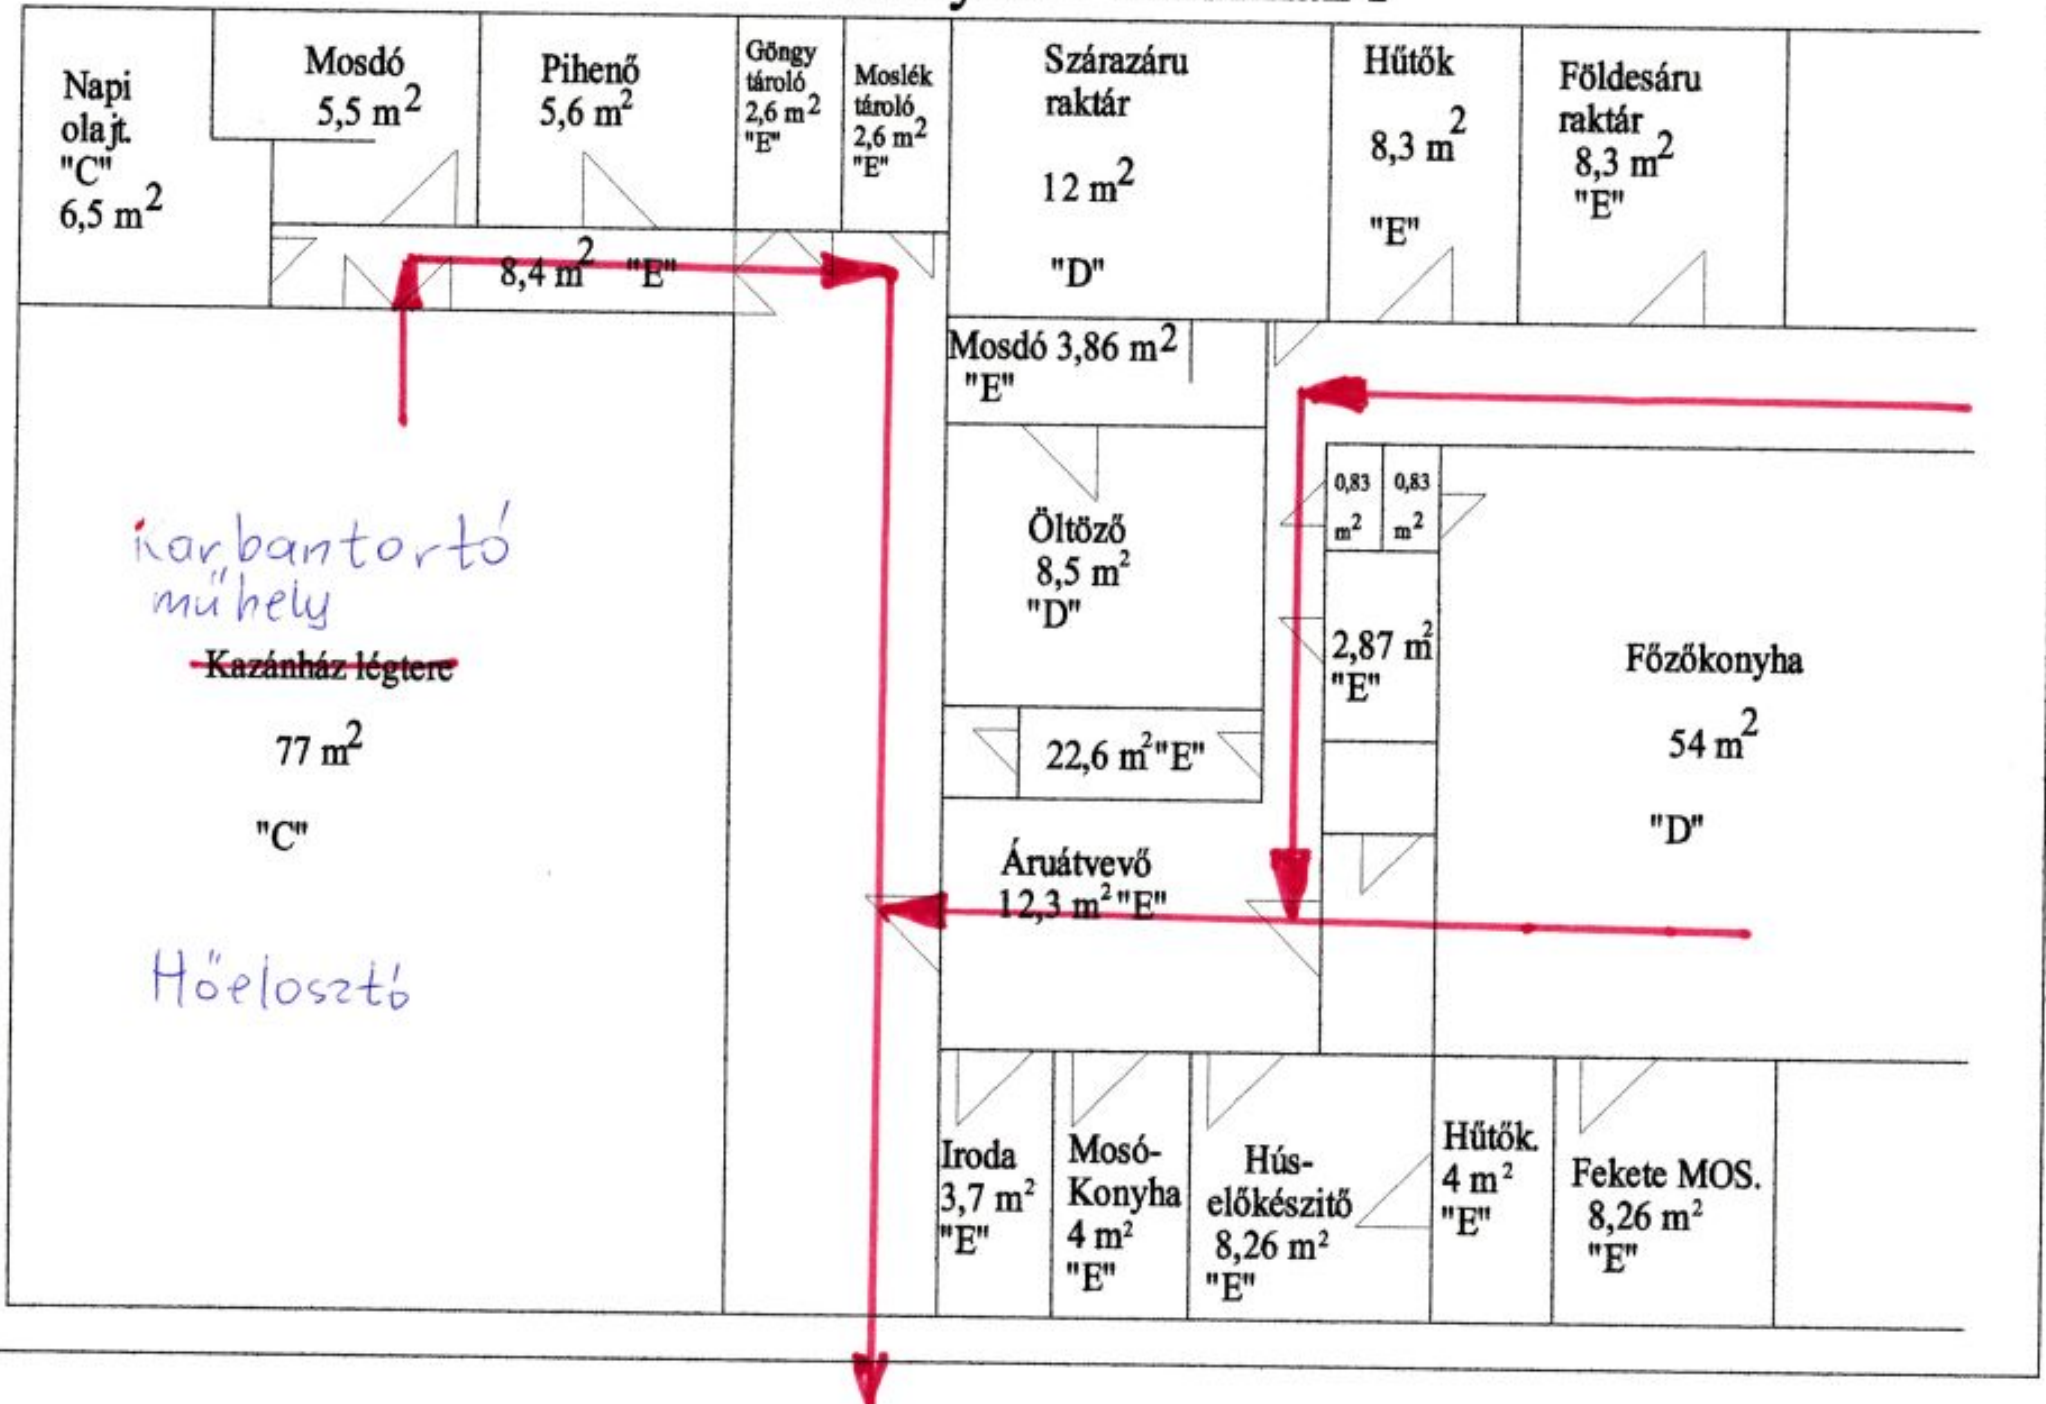 Napi
olajt.
"C"
6,5 m²
Mosdó
5,5 m²
Pihenő
5,6 m²
Göngy
tároló
2,6 m²
"E"
Moslék
tároló
2,6 m²
"E"
Szárazáru
raktár
12 m²
"D"
Hűtők
8,3 m²
"E"
Földesáru
raktár
8,3 m²
"E"
8,4 m² "E"
Mosdó 3,86 m²
"E"
Öltöző
8,5 m²
"D"
0,83
m²
0,83
m²
2,87 m²
"E"
Főzőkonyha
54 m²
"D"
karbantortó
műhely
Kazánház légtere
77 m²
"C"
Hőelosztó
22,6 m² "E"
Áruátvevő
12,3 m² "E"
Iroda
3,7 m²
"E"
Mosó-
Konyha
4 m²
"E"
Hús-
előkészitő
8,26 m²
"E"
Hűtők.
4 m²
"E"
Fekete MOS.
8,26 m²
"E"